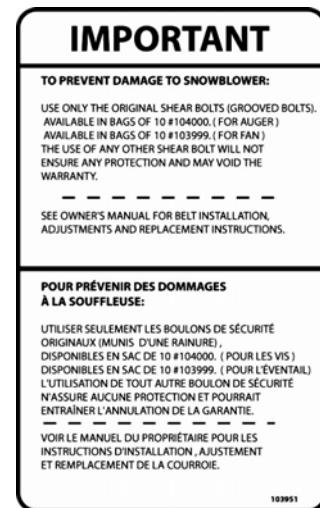 IMPORTANT
TO PREVENT DAMAGE TO SNOWBLOWER:
USE ONLY THE ORIGINAL SHEAR BOLTS (GROOVED BOLTS).
AVAILABLE IN BAGS OF 10 #104000. ( FOR AUGER )
AVAILABLE IN BAGS OF 10 #103999. ( FOR FAN )
THE USE OF ANY OTHER SHEAR BOLT WILL NOT
ENSURE ANY PROTECTION AND MAY VOID THE
WARRANTY.
SEE OWNER'S MANUAL FOR BELT INSTALLATION,
ADJUSTMENTS AND REPLACEMENT INSTRUCTIONS.
POUR PRÉVENIR DES DOMMAGES
À LA SOUFFLEUSE:
UTILISER SEULEMENT LES BOULONS DE SÉCURITÉ
ORIGINAUX (MUNIS D'UNE RAINURE) ,
DISPONIBLES EN SAC DE 10 #104000. ( POUR LES VIS )
DISPONIBLES EN SAC DE 10 #103999. ( POUR L'ÉVENTAIL)
L'UTILISATION DE TOUT AUTRE BOULON DE SÉCURITÉ
N'ASSURE AUCUNE PROTECTION ET POURRAIT
ENTRAÎNER L'ANNULATION DE LA GARANTIE.
VOIR LE MANUEL DU PROPRIÉTAIRE POUR LES
INSTRUCTIONS D'INSTALLATION , AJUSTEMENT
ET REMPLACEMENT DE LA COURROIE.
103951